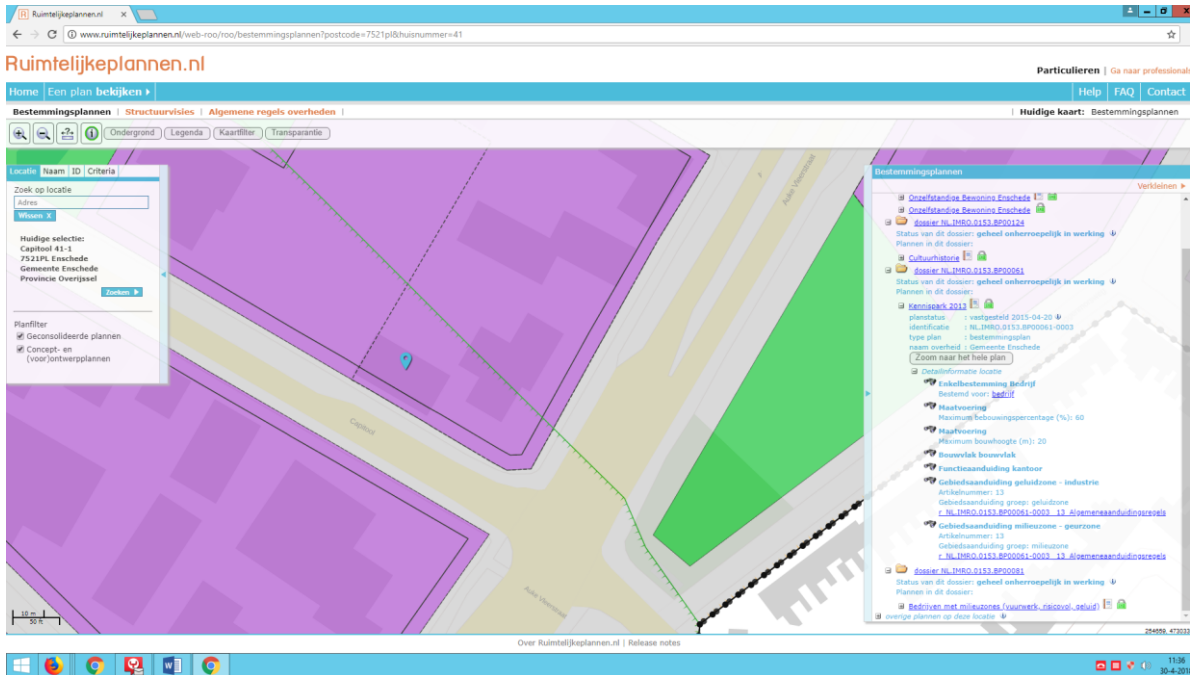 Ruimtelijkeplannen.nl
www.ruimtelijkeplannen.nl/web-roo/roo/bestemmingsplannen?postcode=7521pl&huisnummer=41
Ruimtelijkeplannen.nl
Particulieren | Ga naar professionals
Home | Een plan bekijken
Help | FAQ | Contact
Bestemmingsplannen | Structuurvisies | Algemene regels overheden |
| Huidige kaart: Bestemmingsplannen
Ondergrond Legenda Kaartfilter Transparantie
Locatie Naam ID Criteria
Zoek op locatie
Adres
Wissen X
Huidige selectie:
Capitool 41-1
7521PL Enschede
Gemeente Enschede
Provincie Overijssel
Zoeken
Planfilter
Geconsolideerde plannen
Concept- en
(voor)ontwerpplannen
10 m
50 ft
Capitool
Auke Vleerstraat
Auke Vleerstraat
Bestemmingsplannen
Verkleinen
Onzelfstandige Bewoning Enschede
Onzelfstandige Bewoning Enschede
dossier NL.IMRO.0153.BP00124
Status van dit dossier: geheel onherroepelijk in werking
Plannen in dit dossier:
Cultuurhistorie
dossier NL.IMRO.0153.BP00061
Status van dit dossier: geheel onherroepelijk in werking
Plannen in dit dossier:
Kennispark 2013
planstatus : vastgesteld 2015-04-20
identificatie : NL.IMRO.0153.BP00061-0003
type plan : bestemmingsplan
naam overheid : Gemeente Enschede
Zoom naar het hele plan
Detailinformatie locatie
Enkelbestemming Bedrijf
Bestemd voor: bedrijf
Maatvoering
Maximum bebouwingspercentage (%): 60
Maatvoering
Maximum bouwhoogte (m): 20
Bouwvlak bouwvlak
Functieaanduiding kantoor
Gebiedsaanduiding geluidzone - industrie
Artikelnummer: 13
Gebiedsaanduiding groep: geluidzone
r_NL.IMRO.0153.BP00061-0003_13_Algemeneaanduidingsregels
Gebiedsaanduiding milieuzone - geurzone
Artikelnummer: 13
Gebiedsaanduiding groep: milieuzone
r_NL.IMRO.0153.BP00061-0003_13_Algemeneaanduidingsregels
dossier NL.IMRO.0153.BP00081
Status van dit dossier: geheel onherroepelijk in werking
Plannen in dit dossier:
Bedrijven met milieuzones (vuurwerk, risicovol, geluid)
overige plannen op deze locatie
Over Ruimtelijkeplannen.nl | Release notes
11:36